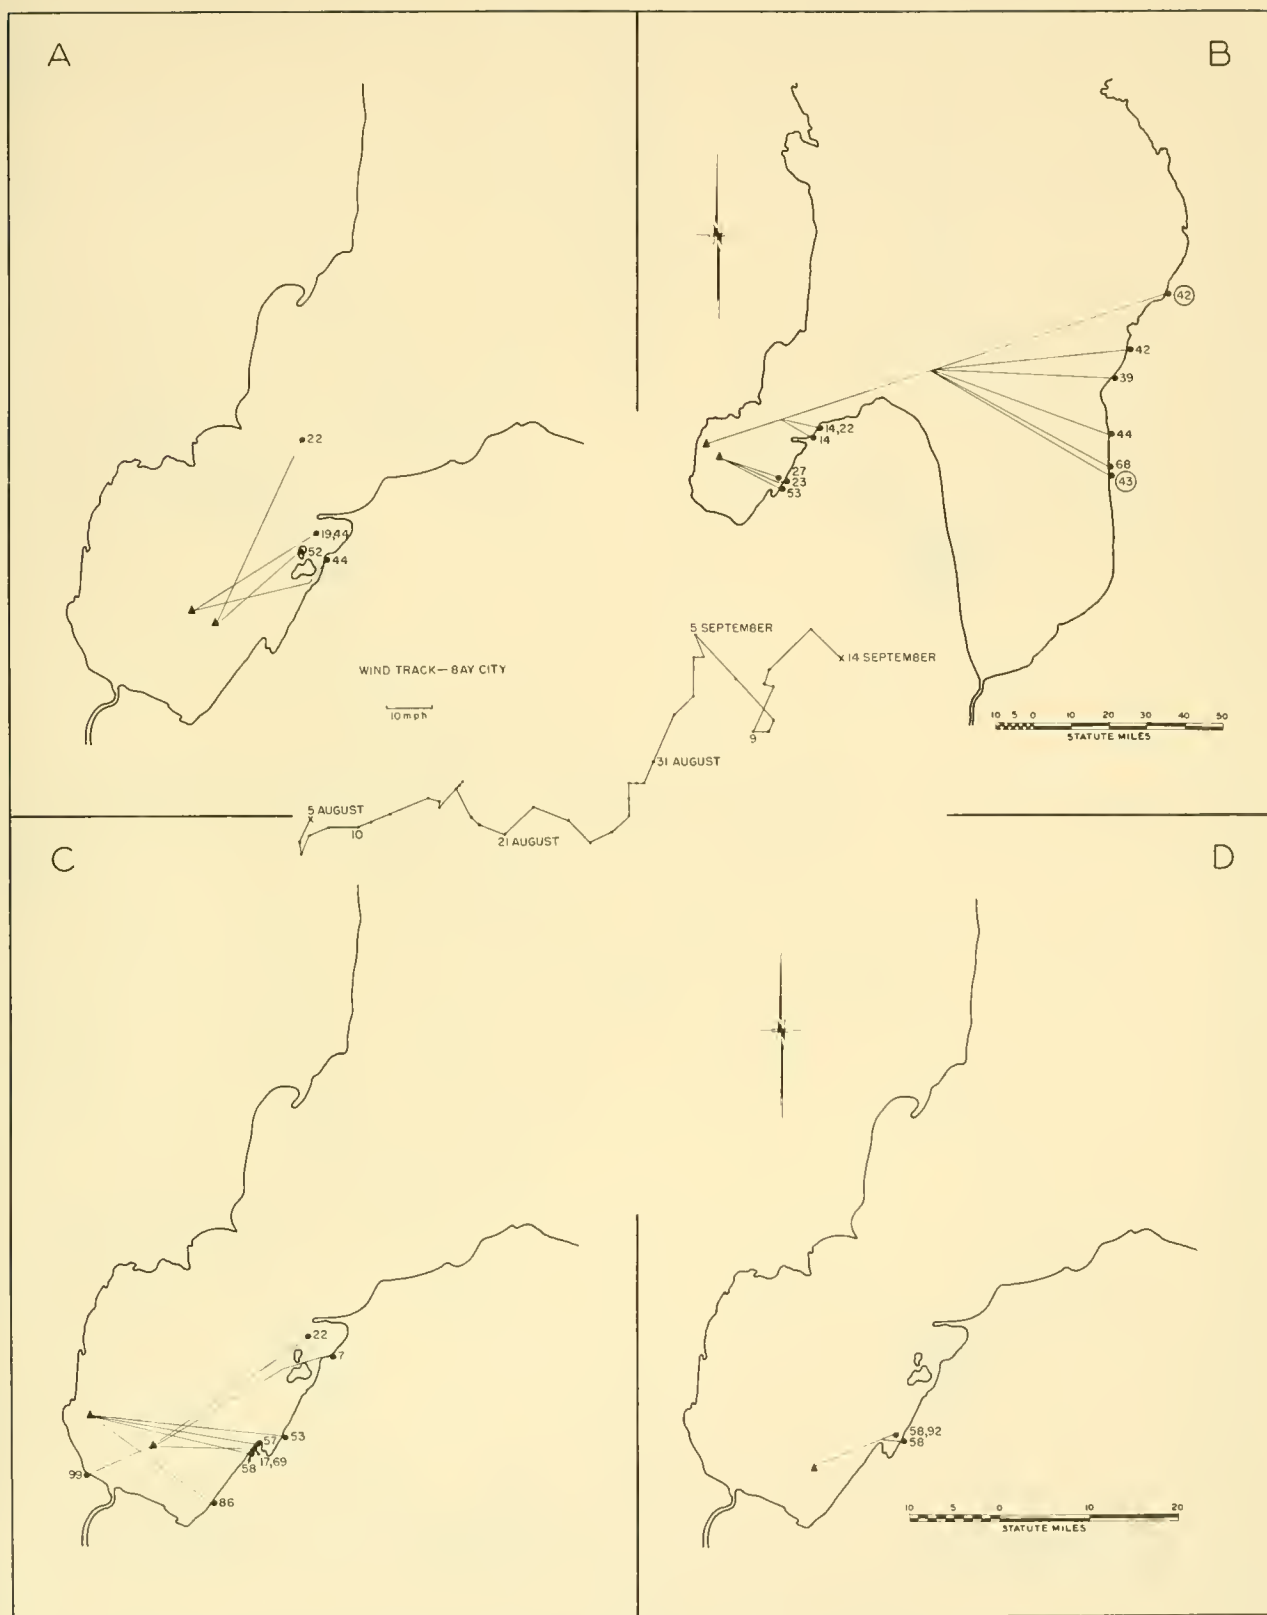 A
B
22
19,44
52
44
42
42
39
44
68
43
14,22
14
27
23
53
N
WIND TRACK—BAY CITY
10 mph
5 SEPTEMBER
14 SEPTEMBER
9
31 AUGUST
5 AUGUST
10
21 AUGUST
10 5 0 10 20 30 40 50
STATUTE MILES
C
D
N
22
7
53
57
17,69
58
99
86
58,92
58
10 5 0 10 20
STATUTE MILES